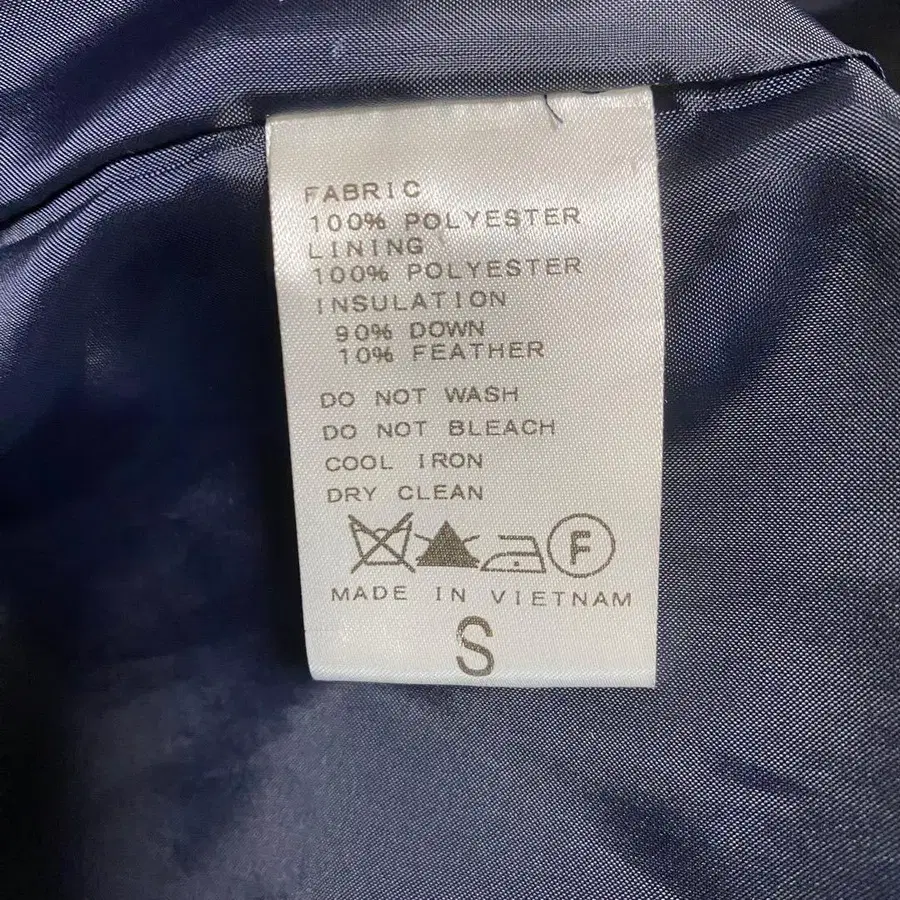 FABRIC
100% POLYESTER
LINING
100% POLYESTER
INSULATION
90% DOWN
10% FEATHER
DO NOT WASH
DO NOT BLEACH
COOL IRON
DRY CLEAN
F
MADE IN VIETNAM
S